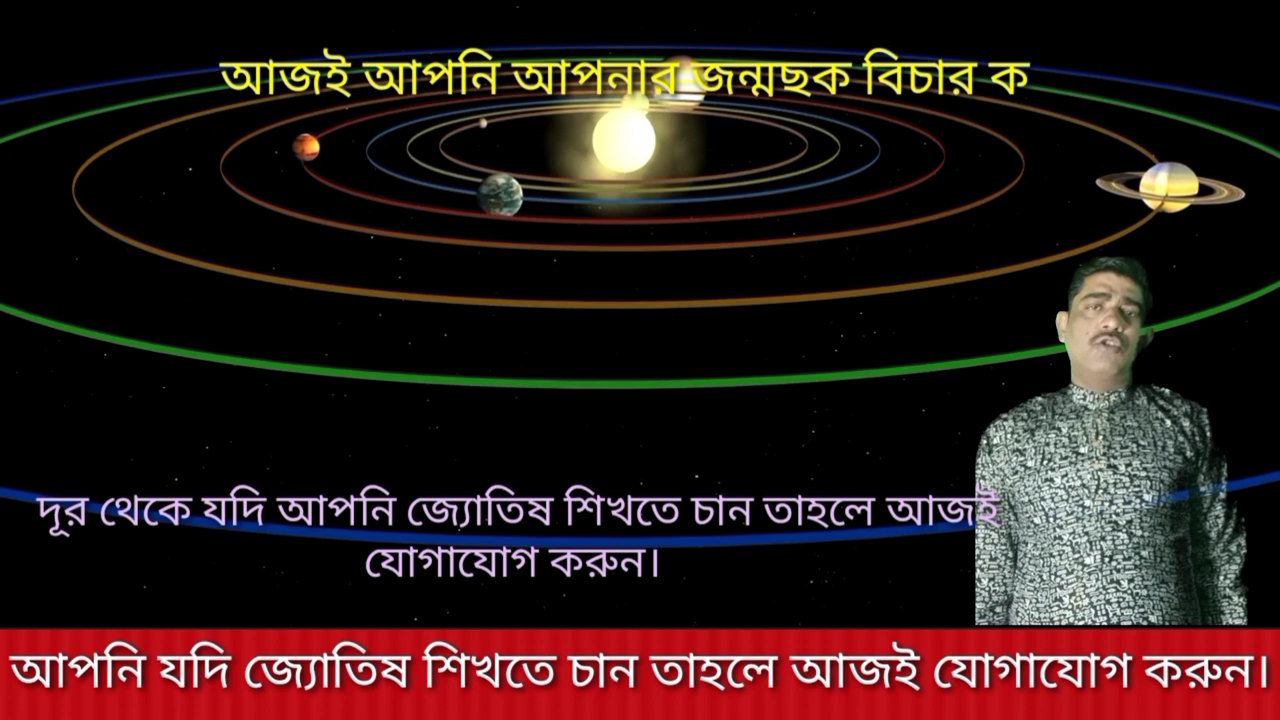 আজই আপনি আপনার জন্মছক বিচার ক
দূর থেকে যদি আপনি জ্যোতিষ শিখতে চান তাহলে আজই
যোগাযোগ করুন।
আপনি যদি জ্যোতিষ শিখতে চান তাহলে আজই যোগাযোগ করুন।